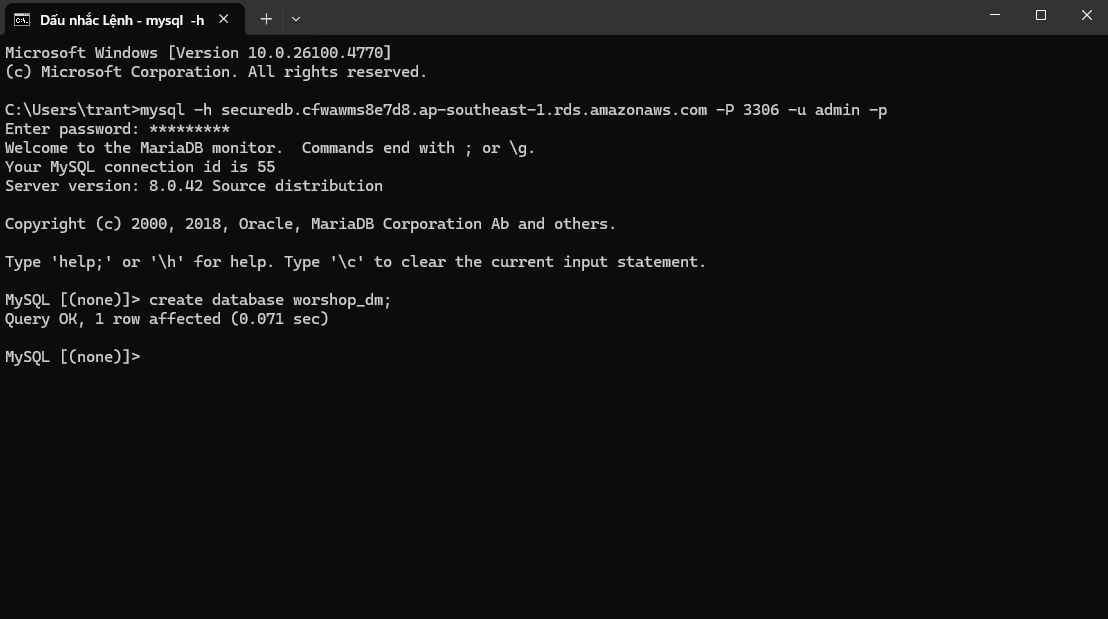 Dấu nhắc Lệnh - mysql -h
Microsoft Windows [Version 10.0.26100.4770]
(c) Microsoft Corporation. All rights reserved.
C:\Users\trant>mysql -h securedb.cfwawms8e7d8.ap-southeast-1.rds.amazonaws.com -P 3306 -u admin -p
Enter password: *********
Welcome to the MariaDB monitor.  Commands end with ; or \g.
Your MySQL connection id is 55
Server version: 8.0.42 Source distribution
Copyright (c) 2000, 2018, Oracle, MariaDB Corporation Ab and others.
Type 'help;' or '\h' for help. Type '\c' to clear the current input statement.
MySQL [(none)]> create database worshop_dm;
Query OK, 1 row affected (0.071 sec)
MySQL [(none)]>